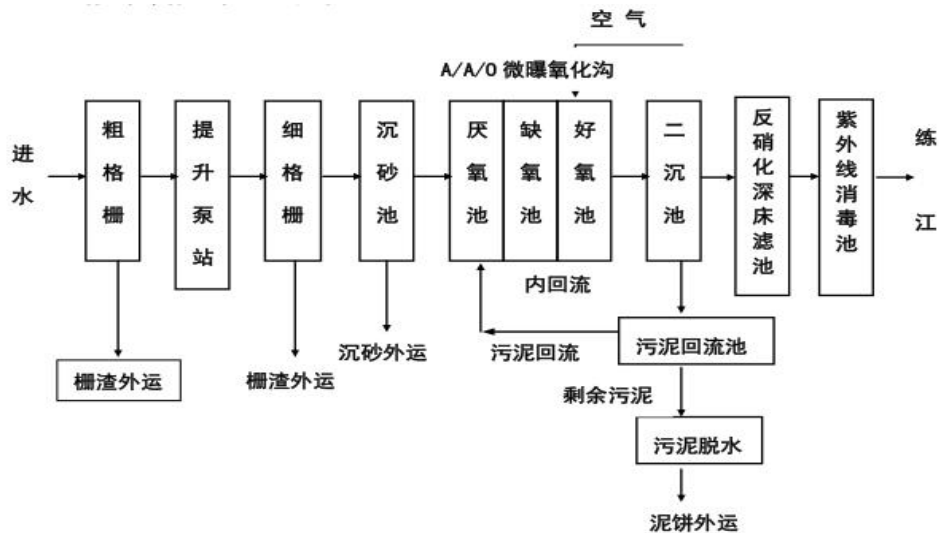 空 气
A/A/O 微曝氧化沟
进水
粗格栅
提升泵站
细格栅
沉砂池
厌氧池
缺氧池
好氧池
二沉池
反硝化深床滤池
紫外线消毒池
练江
内回流
沉砂外运
污泥回流
污泥回流池
栅渣外运
栅渣外运
剩余污泥
污泥脱水
泥饼外运